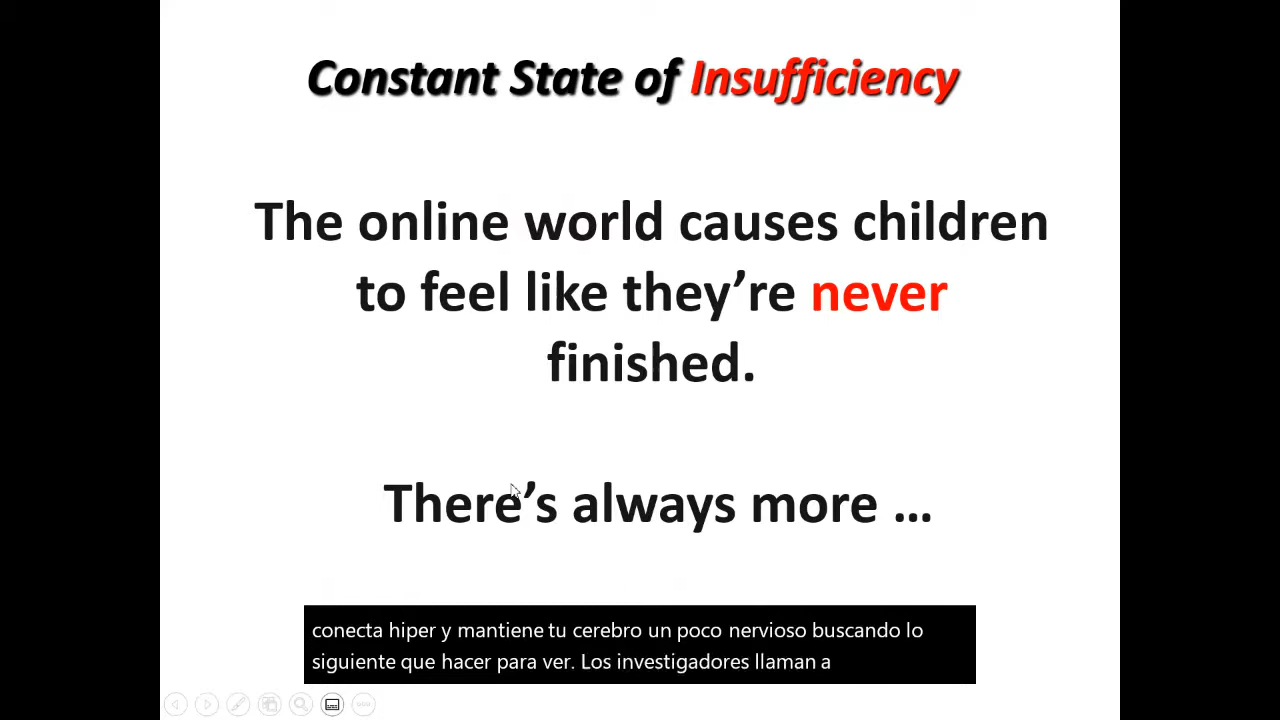 Constant State of Insufficiency
The online world causes children
to feel like they’re never
finished.
There’s always more …
conecta hiper y mantiene tu cerebro un poco nervioso buscando lo
siguiente que hacer para ver. Los investigadores llaman a